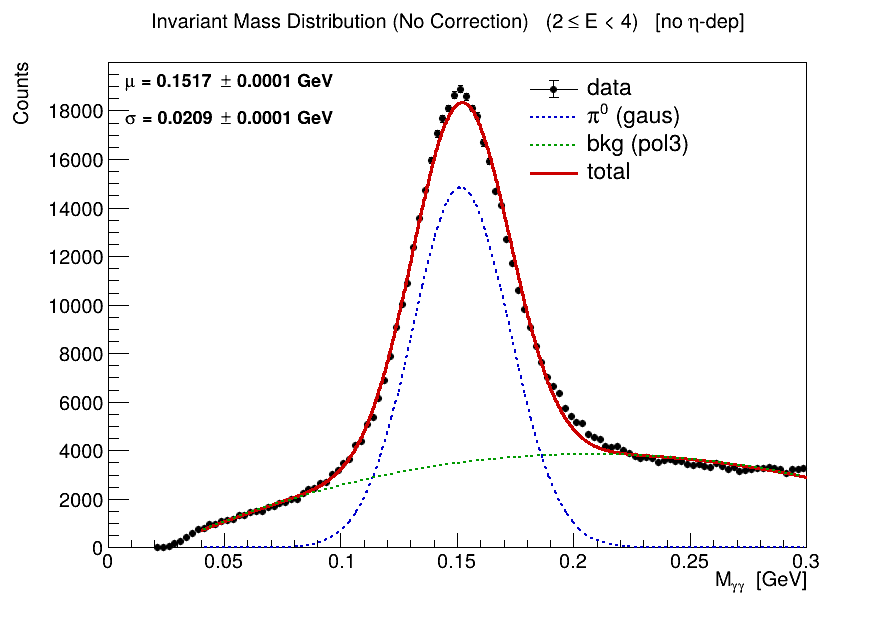 Invariant Mass Distribution (No Correction) (2 ≤ E < 4) [no η-dep]
Counts
μ = 0.1517 ± 0.0001 GeV
σ = 0.0209 ± 0.0001 GeV
data
π⁰ (gaus)
bkg (pol3)
total
18000
16000
14000
12000
10000
8000
6000
4000
2000
0
0 0.05 0.1 0.15 0.2 0.25 0.3
Mγγ [GeV]